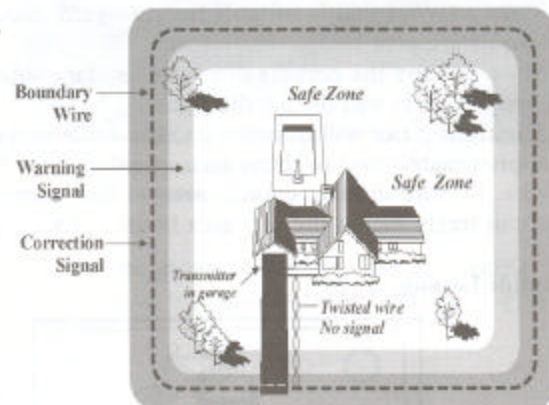 Boundary
Wire
Safe Zone
Warning
Signal
Safe Zone
Correction
Signal
Transmitter
in garage
Twisted wire
No signal